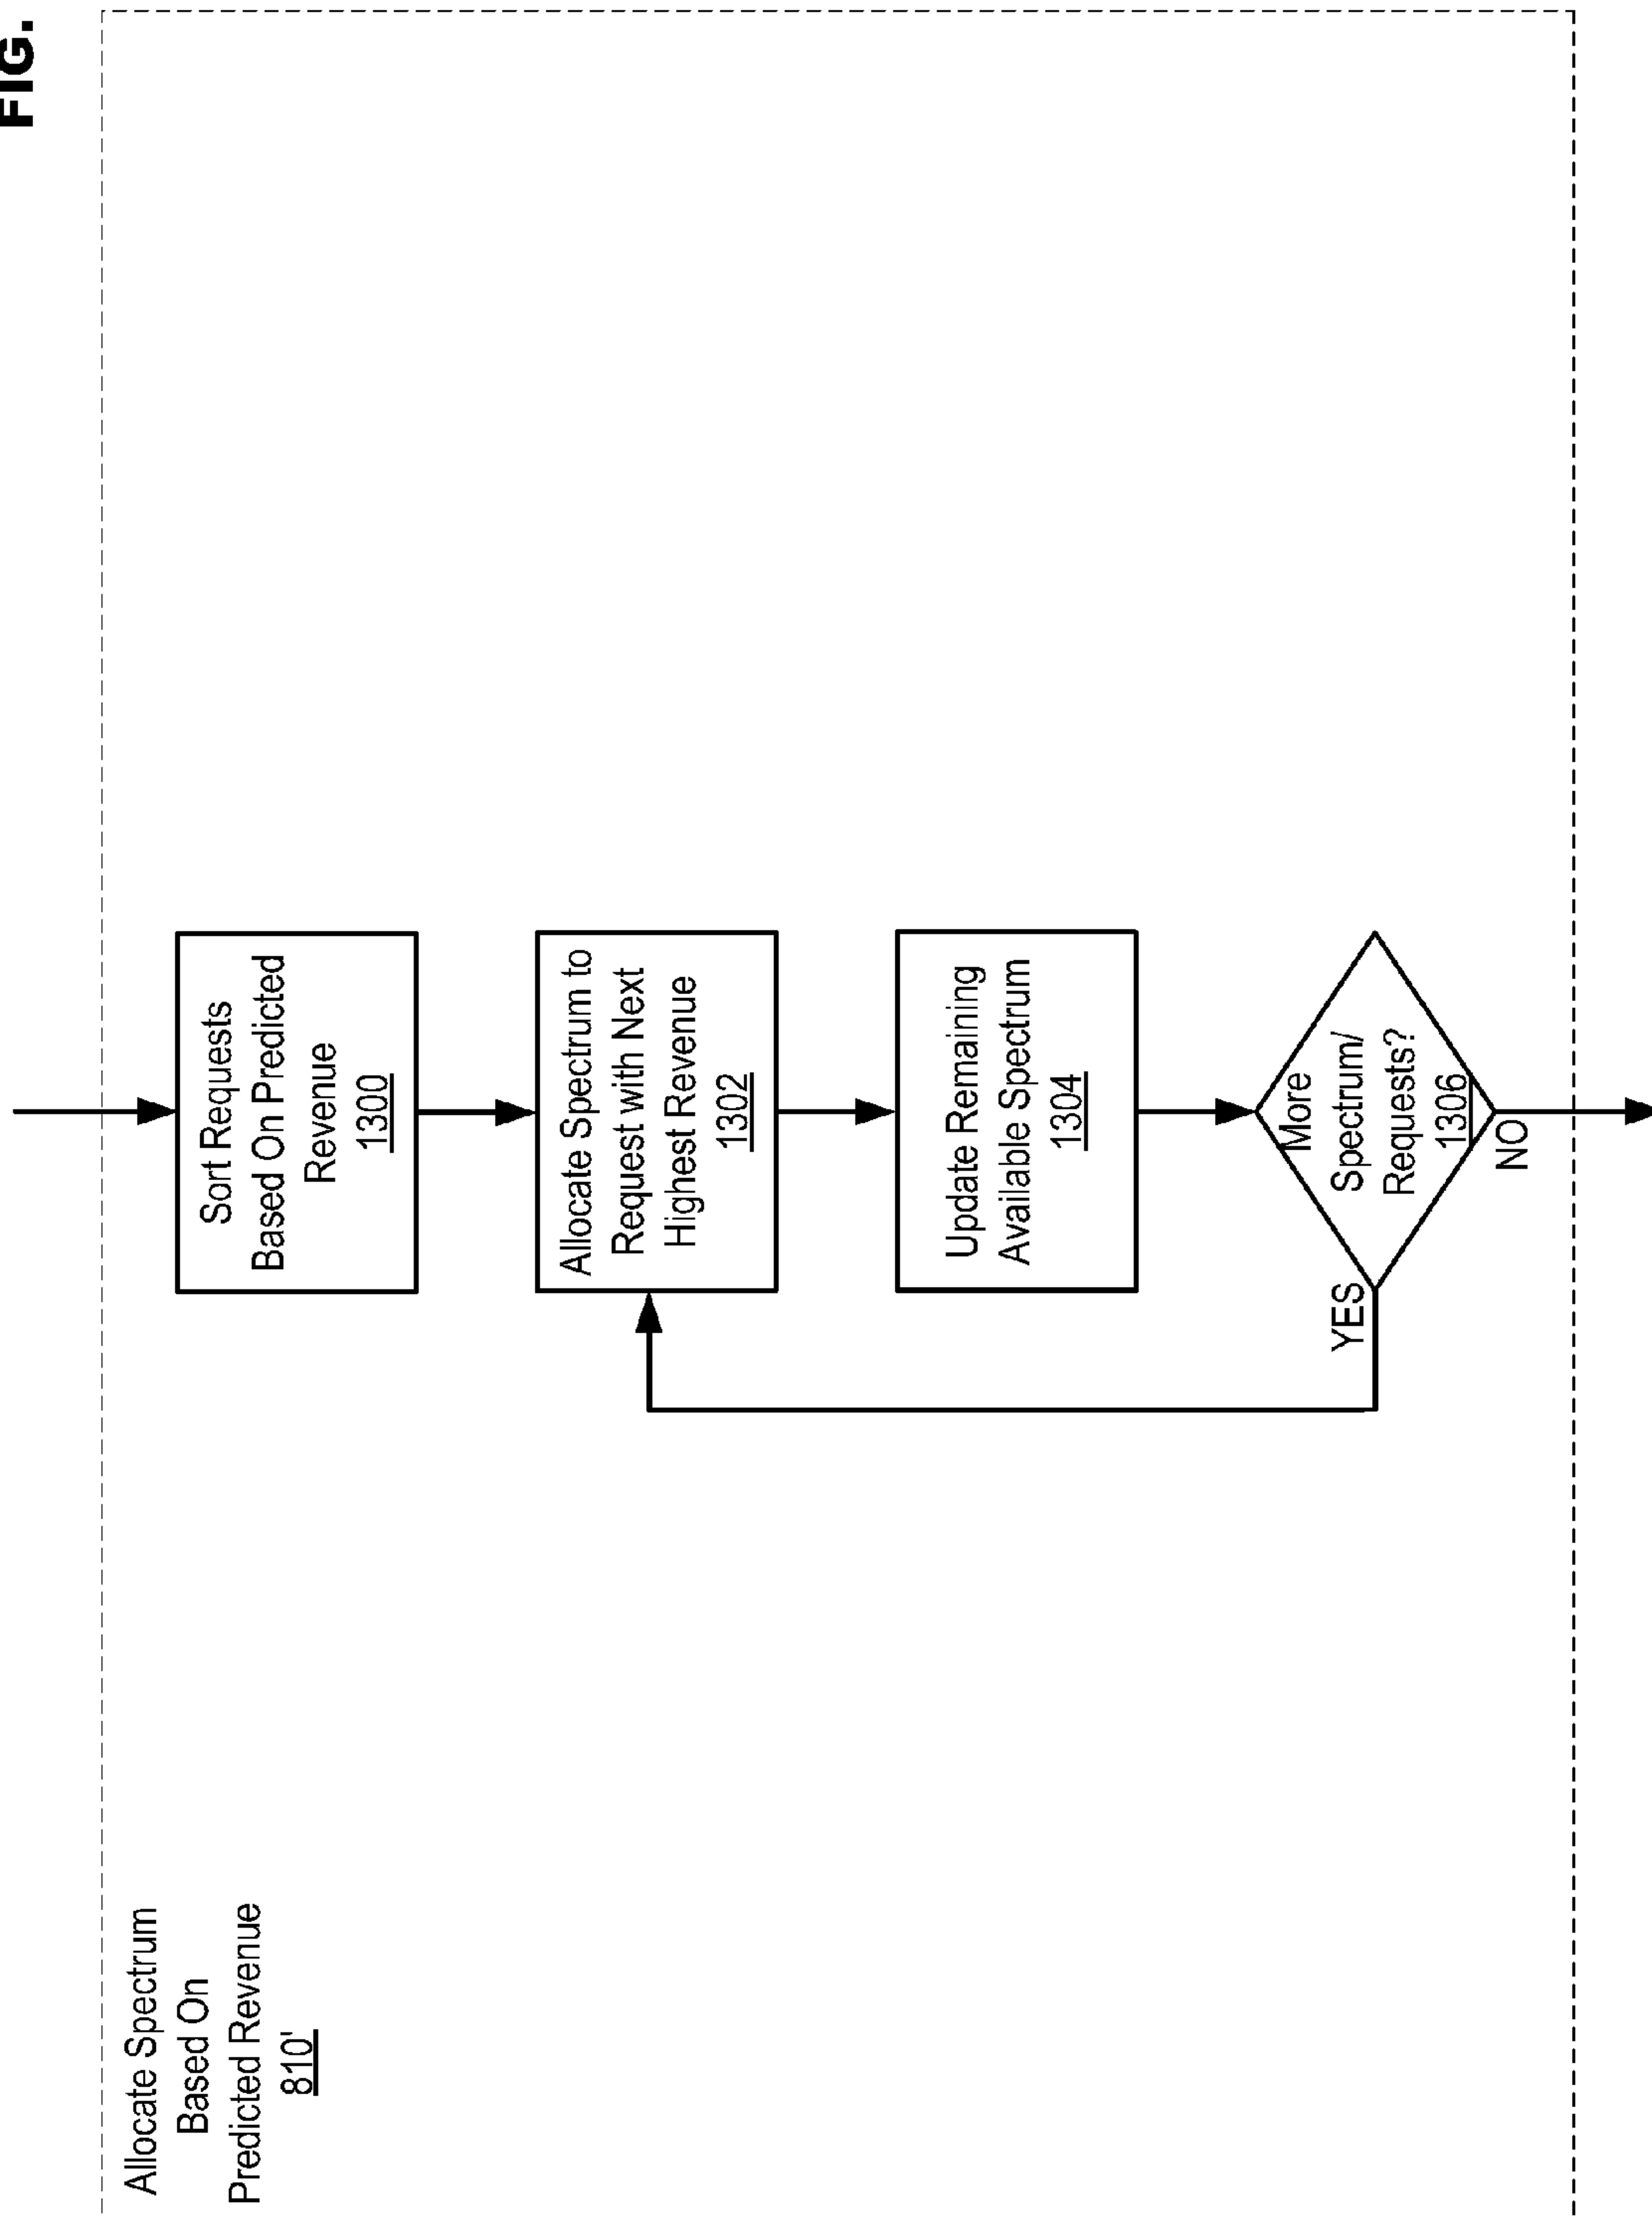 FIG.
Allocate Spectrum
Based On
Predicted Revenue
810'
Sort Requests
Based On Predicted
Revenue
1300
Allocate Spectrum to
Request with Next
Highest Revenue
1302
Update Remaining
Available Spectrum
1304
More
Spectrum/
Requests?
1306
YES
NO